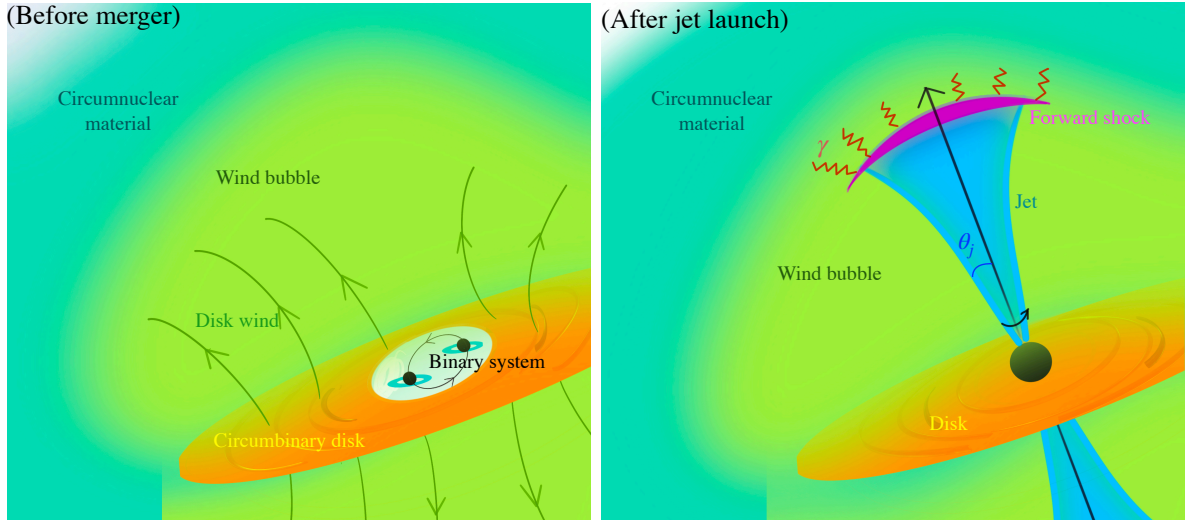 (Before merger)
Circumnuclear
material
Wind bubble
Disk wind
Binary system
Circumbinary disk
(After jet launch)
Circumnuclear
material
Forward shock
γ
Jet
θj
Wind bubble
Disk